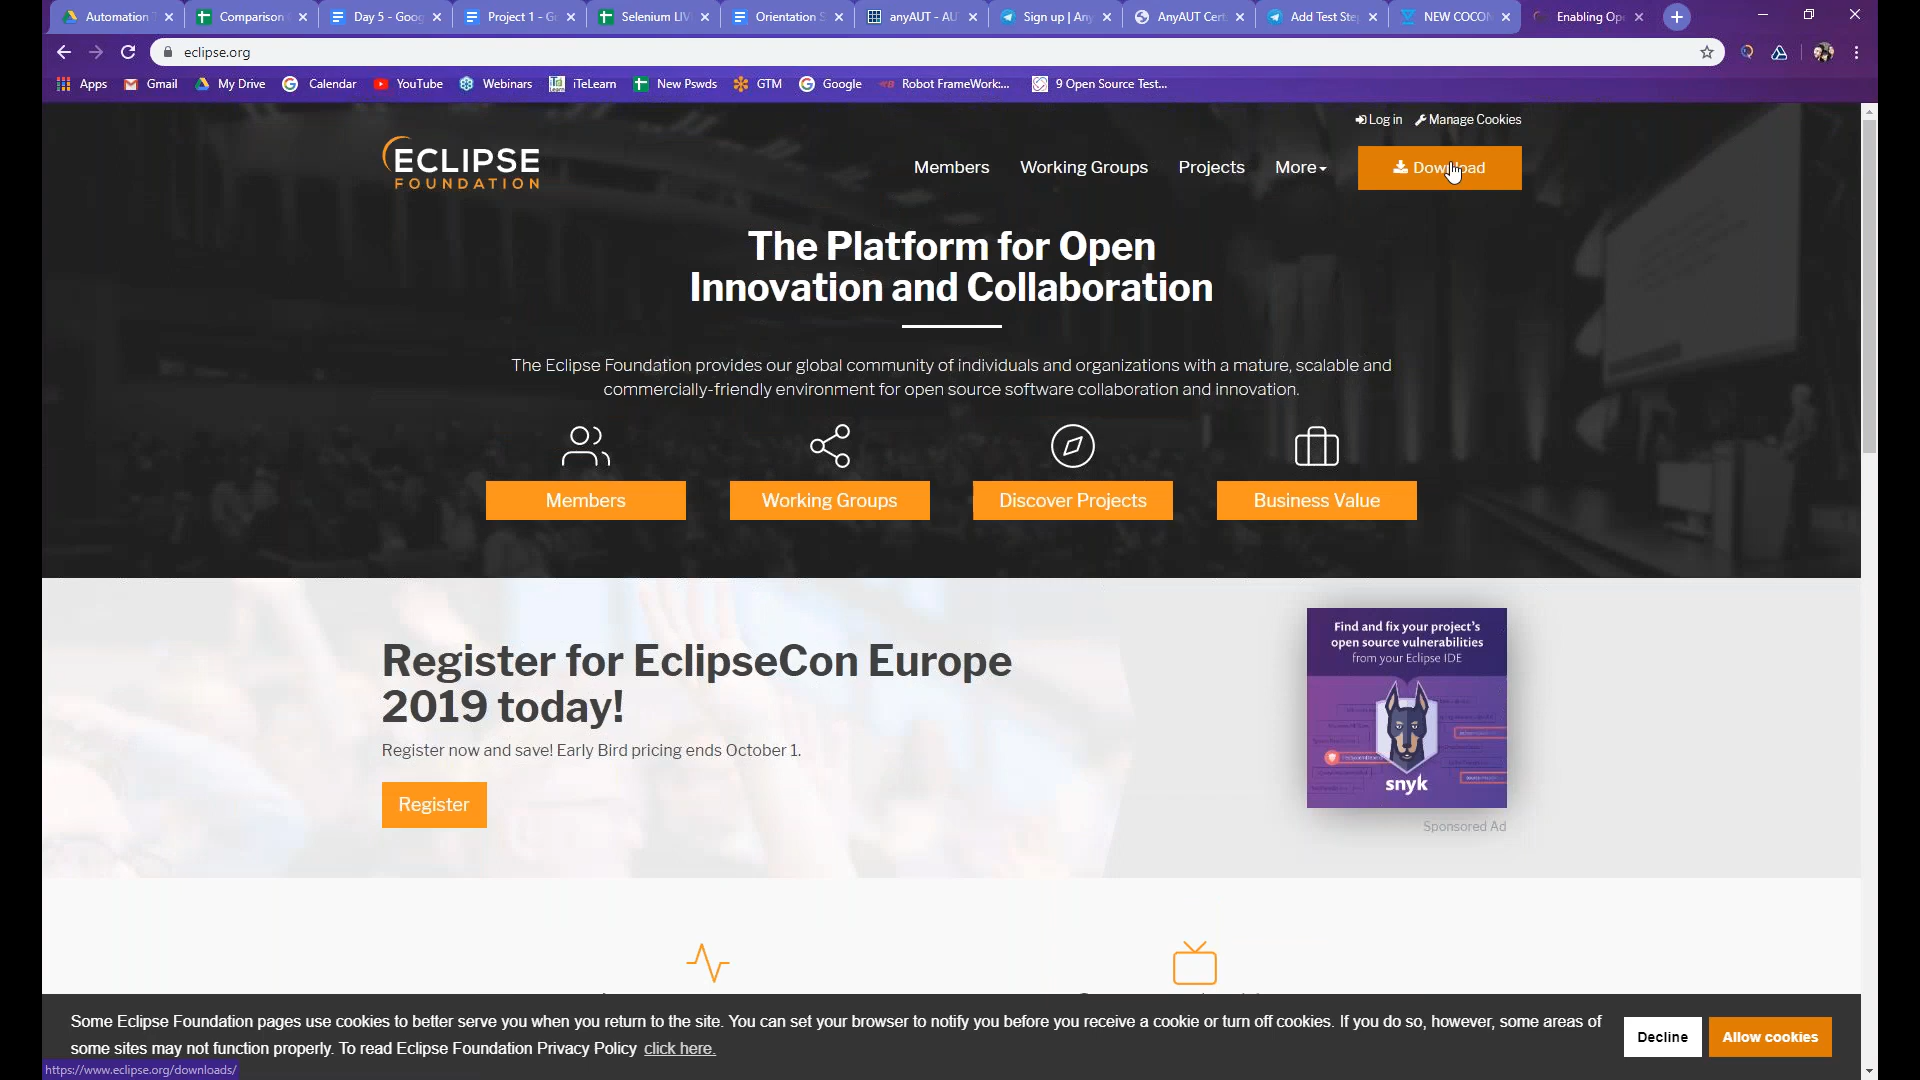 Automation T
Comparison
Day 5 - Goog
Project 1 - G
Selenium LIV
Orientation S
anyAUT - AU
Sign up | Any
AnyAUT Cert
Add Test Ste
NEW COCON
Enabling Ope
eclipse.org
Apps
Gmail
My Drive
Calendar
YouTube
Webinars
iTeLearn
New Pswds
GTM
Google
Robot FrameWork:...
9 Open Source Test...
Log in
Manage Cookies
ECLIPSE
FOUNDATION
Members
Working Groups
Projects
More
Download
The Platform for Open
Innovation and Collaboration
The Eclipse Foundation provides our global community of individuals and organizations with a mature, scalable and
commercially-friendly environment for open source software collaboration and innovation.
Members
Working Groups
Discover Projects
Business Value
Register for EclipseCon Europe
2019 today!
Register now and save! Early Bird pricing ends October 1.
Register
Find and fix your project's
open source vulnerabilities
from your Eclipse IDE
snyk
Sponsored Ad
Some Eclipse Foundation pages use cookies to better serve you when you return to the site. You can set your browser to notify you before you receive a cookie or turn off cookies. If you do so, however, some areas of
some sites may not function properly. To read Eclipse Foundation Privacy Policy click here.
Decline
Allow cookies
https://www.eclipse.org/downloads/